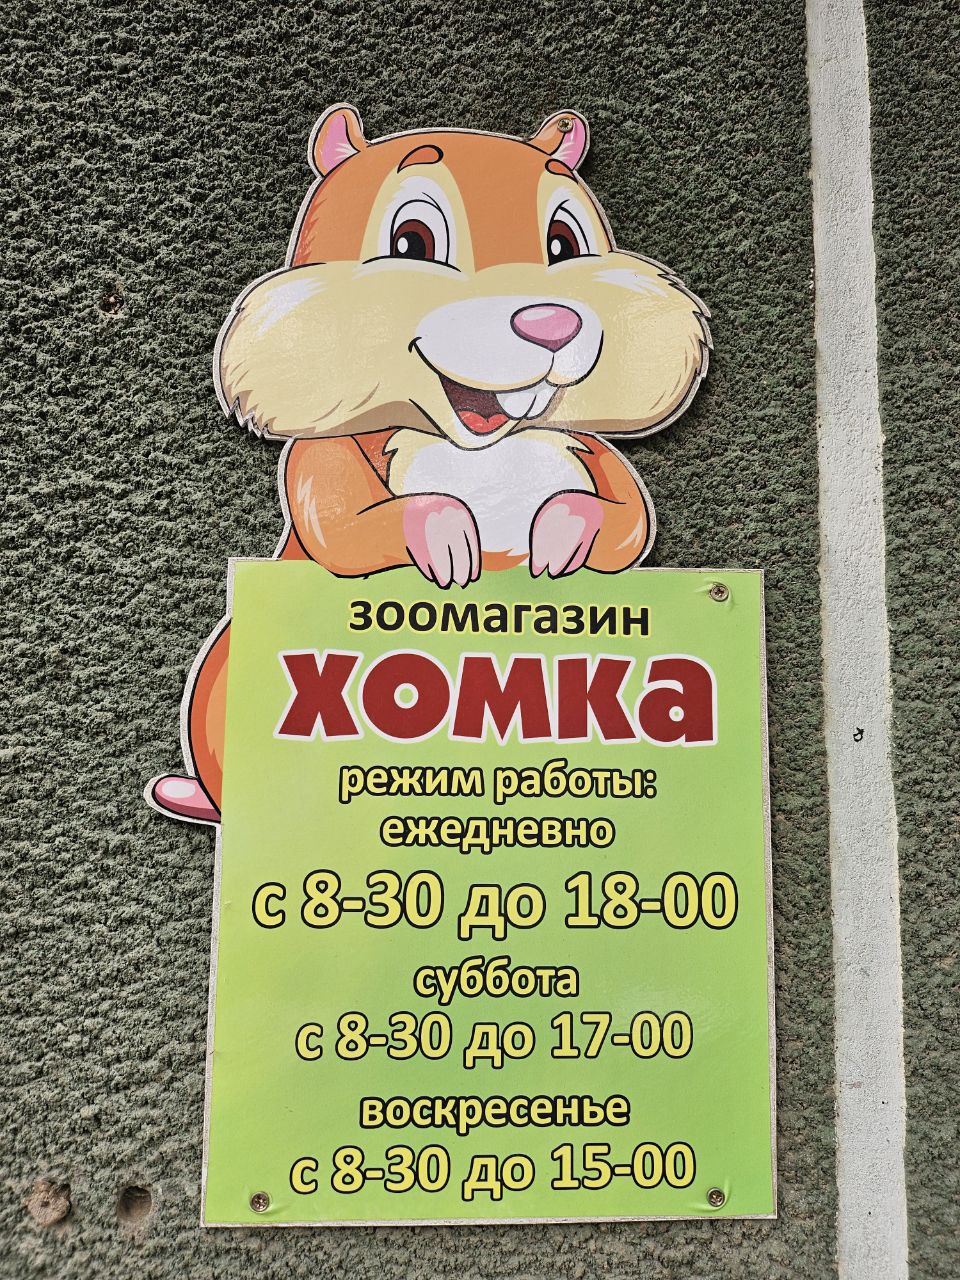 зоомагазин
ХОМКа
режим работы:
ежедневно
с 8-30 до 18-00
суббота
с 8-30 до 17-00
воскресенье
с 8-30 до 15-00